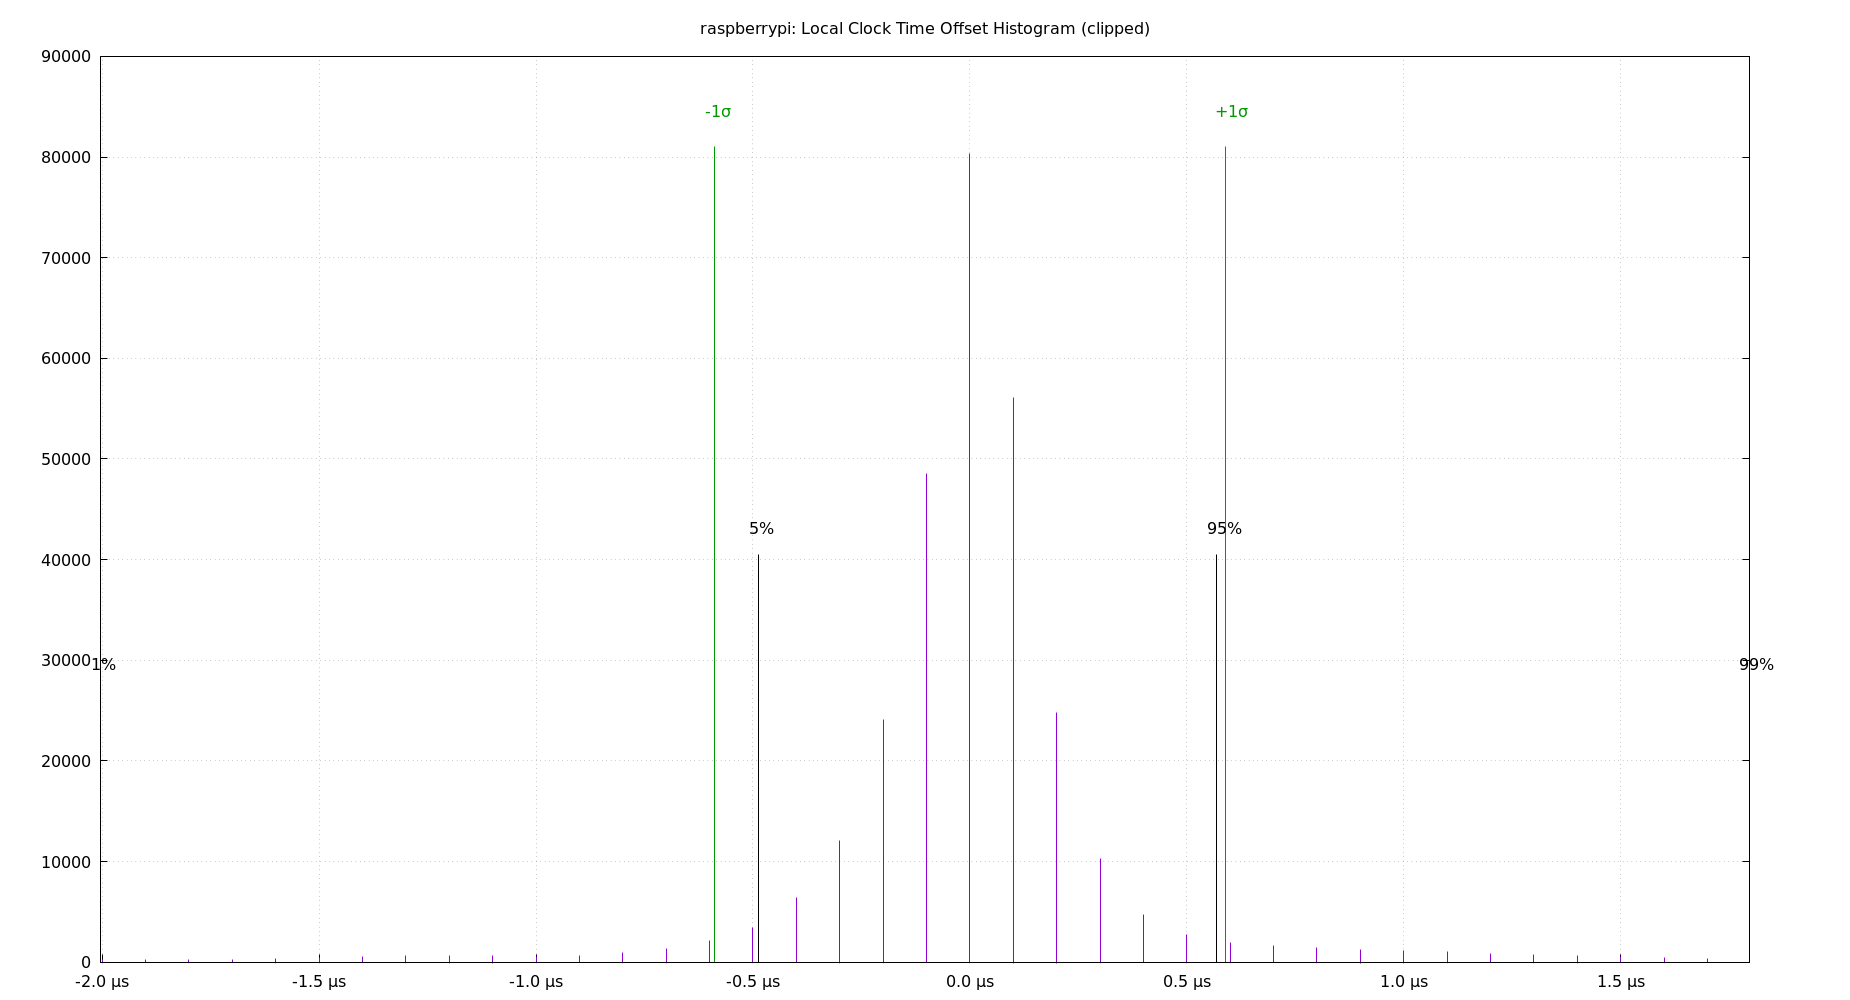 raspberrypi: Local Clock Time Offset Histogram (clipped)
90000
-1σ
+1σ
80000
70000
60000
50000
5%
95%
40000
30000
1%
99%
20000
10000
0
-2.0 μs
-1.5 μs
-1.0 μs
-0.5 μs
0.0 μs
0.5 μs
1.0 μs
1.5 μs